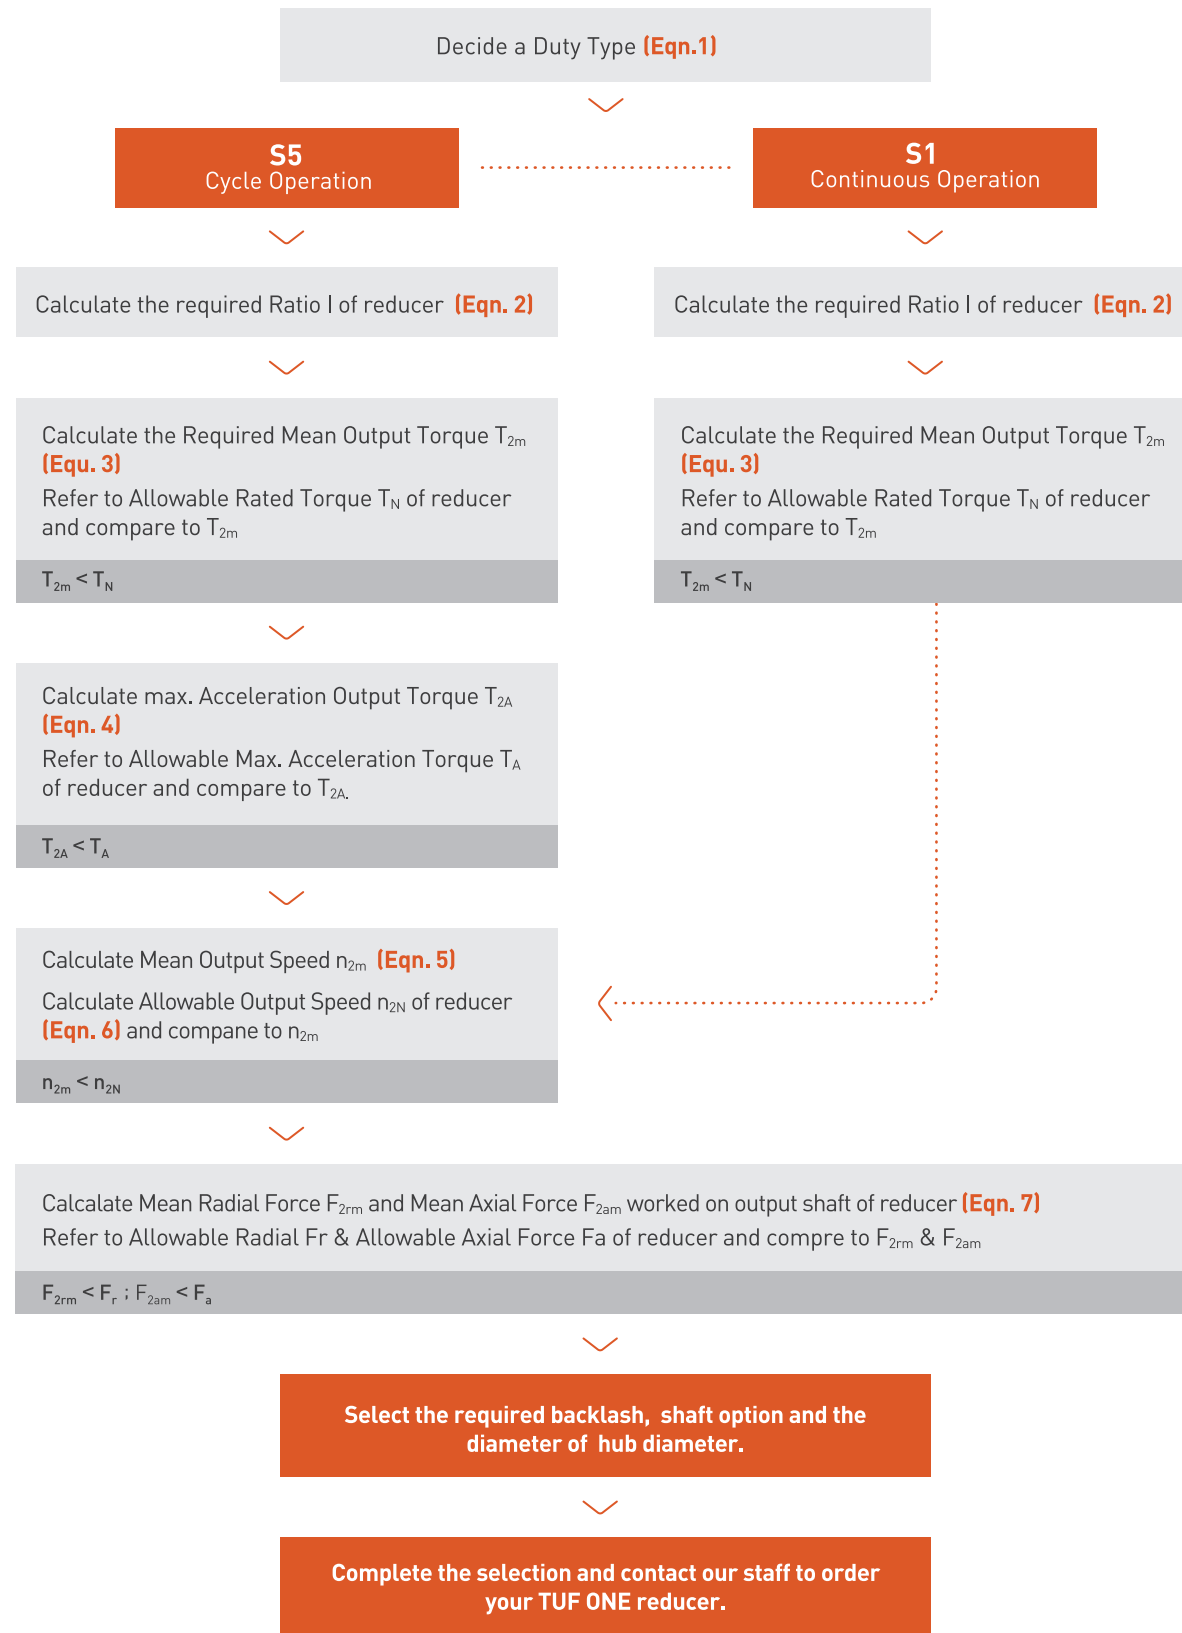 Decide a Duty Type (Eqn.1)
S5
Cycle Operation
S1
Continuous Operation
Calculate the required Ratio I of reducer (Eqn. 2)
Calculate the required Ratio I of reducer (Eqn. 2)
Calculate the Required Mean Output Torque T2m
(Equ. 3)
Refer to Allowable Rated Torque TN of reducer
and compare to T2m
T2m < TN
Calculate the Required Mean Output Torque T2m
(Equ. 3)
Refer to Allowable Rated Torque TN of reducer
and compare to T2m
T2m < TN
Calculate max. Acceleration Output Torque T2A
(Eqn. 4)
Refer to Allowable Max. Acceleration Torque TA
of reducer and compare to T2A.
T2A < TA
Calculate Mean Output Speed n2m (Eqn. 5)
Calculate Allowable Output Speed n2N of reducer
(Eqn. 6) and compane to n2m
n2m < n2N
Calcalate Mean Radial Force F2rm and Mean Axial Force F2am worked on output shaft of reducer (Eqn. 7)
Refer to Allowable Radial Fr & Allowable Axial Force Fa of reducer and compre to F2rm & F2am
F2rm < Fr ; F2am < Fa
Select the required backlash, shaft option and the
diameter of hub diameter.
Complete the selection and contact our staff to order
your TUF ONE reducer.